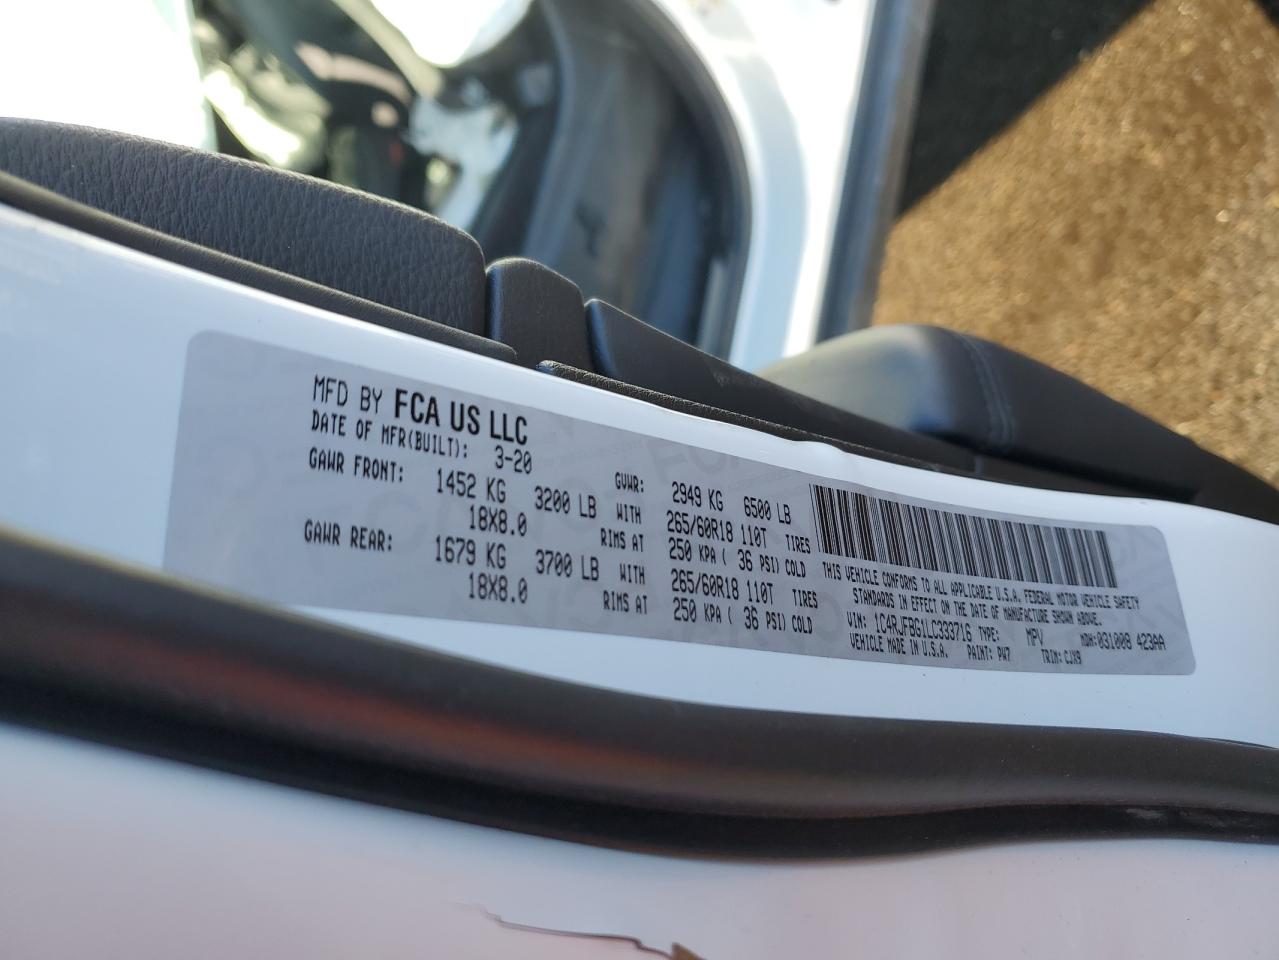 MFD BY FCA US LLC
DATE OF MFR(BUILT): 3-20 GVWR: 2949 KG 6500 LB
GAWR FRONT: 1452 KG 3200 LB WITH 265/60R18 110T TIRES
18X8.0 RIMS AT 250 KPA ( 36 PSI) COLD
GAWR REAR: 1679 KG 3700 LB WITH 265/60R18 110T TIRES
18X8.0 RIMS AT 250 KPA ( 36 PSI) COLD
THIS VEHICLE CONFORMS TO ALL APPLICABLE U.S.A. FEDERAL MOTOR VEHICLE SAFETY
STANDARDS IN EFFECT ON THE DATE OF MANUFACTURE SHOWN ABOVE.
VIN: 1C4RJFBG1LC333716 TYPE: MPV MDH:031008 423AA
VEHICLE MADE IN U.S.A. PAINT: PW7 TRIM: CJX9